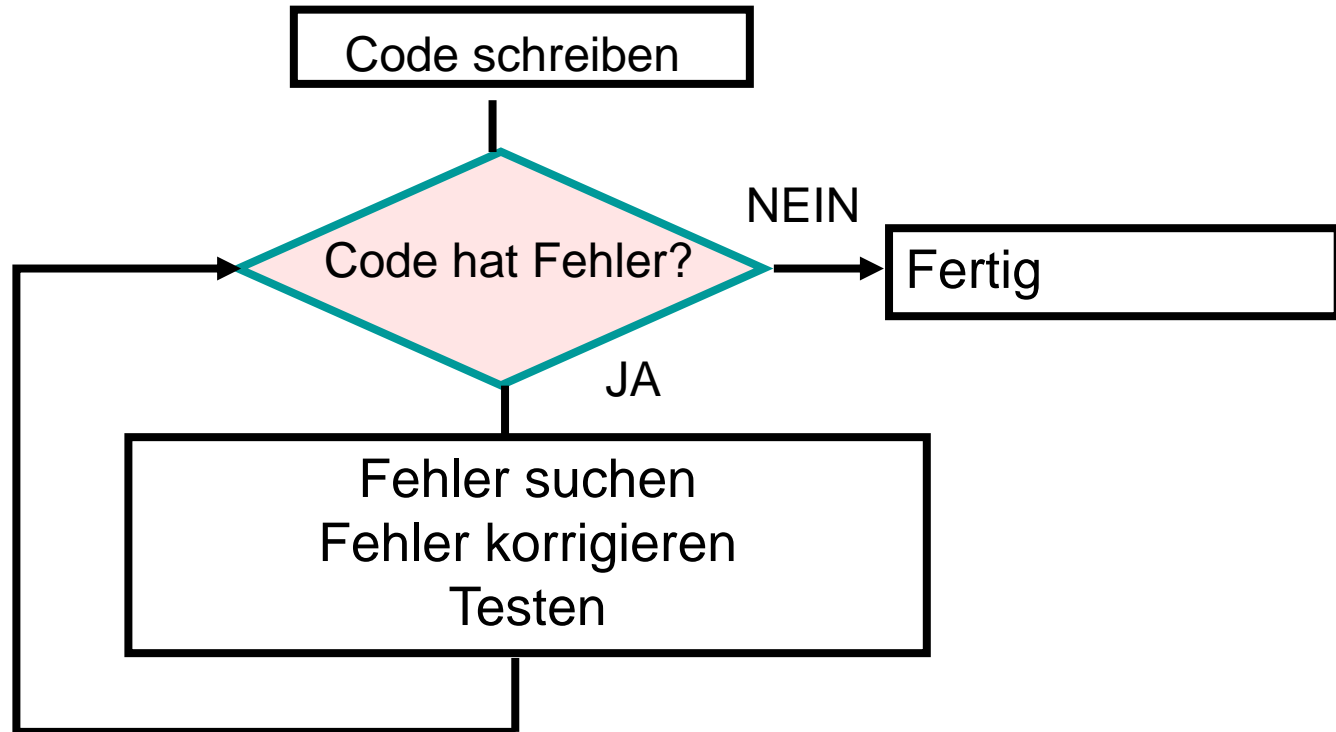 Code schreiben
NEIN
Code hat Fehler?
Fertig
JA
Fehler suchen
Fehler korrigieren
Testen